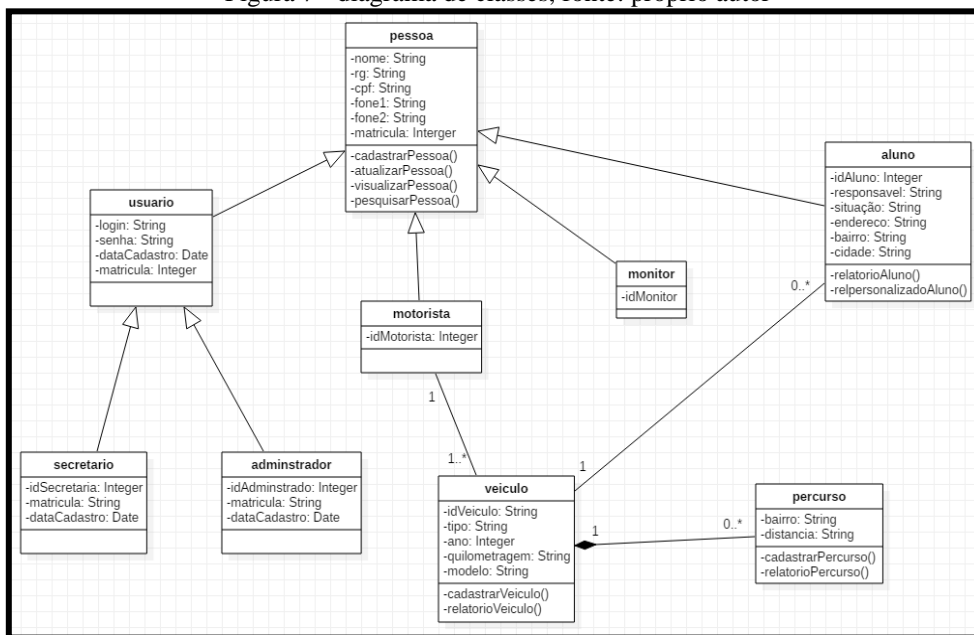 pessoa
-nome: String
-rg: String
-cpf: String
-fone1: String
-fone2: String
-matricula: Interger
-cadastrarPessoa()
-atualizarPessoa()
-visualizarPessoa()
-pesquisarPessoa()
aluno
-idAluno: Integer
-responsavel: String
-situação: String
-endereco: String
-bairro: String
-cidade: String
-relatorioAluno()
-relpersonalizadoAluno()
usuario
-login: String
-senha: String
-dataCadastro: Date
-matricula: Integer
monitor
-idMonitor
motorista
-idMotorista: Integer
0..*
1
1..*
1
secretario
-idSecretaria: Integer
-matricula: String
-dataCadastro: Date
adminstrador
-idAdminstrado: Integer
-matricula: String
-dataCadastro: Date
veiculo
-idVeiculo: String
-tipo: String
-ano: Integer
-quilometragem: String
-modelo: String
-cadastrarVeiculo()
-relatorioVeiculo()
1
0..*
percurso
-bairro: String
-distancia: String
-cadastrarPercurso()
-relatorioPercurso()